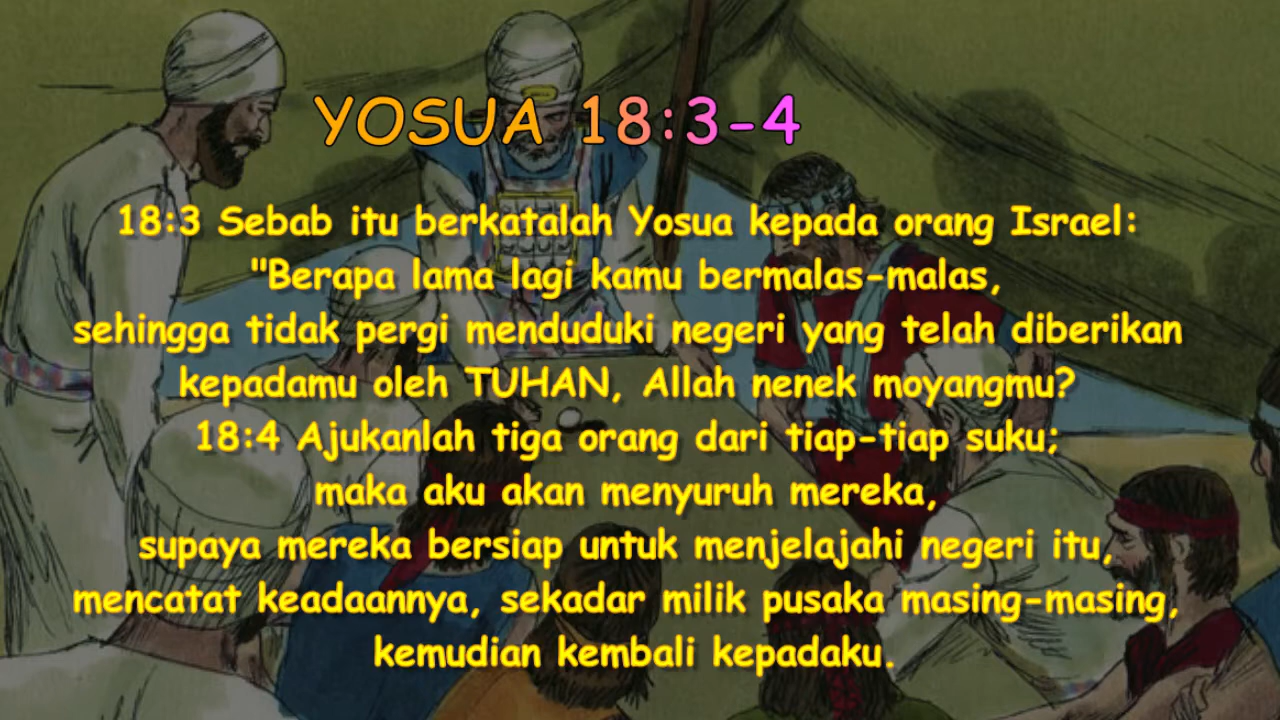 YOSUA 18:3-4
18:3 Sebab itu berkatalah Yosua kepada orang Israel:
"Berapa lama lagi kamu bermalas-malas,
sehingga tidak pergi menduduki negeri yang telah diberikan
kepadamu oleh TUHAN, Allah nenek moyangmu?
18:4 Ajukanlah tiga orang dari tiap-tiap suku;
maka aku akan menyuruh mereka,
supaya mereka bersiap untuk menjelajahi negeri itu,
mencatat keadaannya, sekadar milik pusaka masing-masing,
kemudian kembali kepadaku.